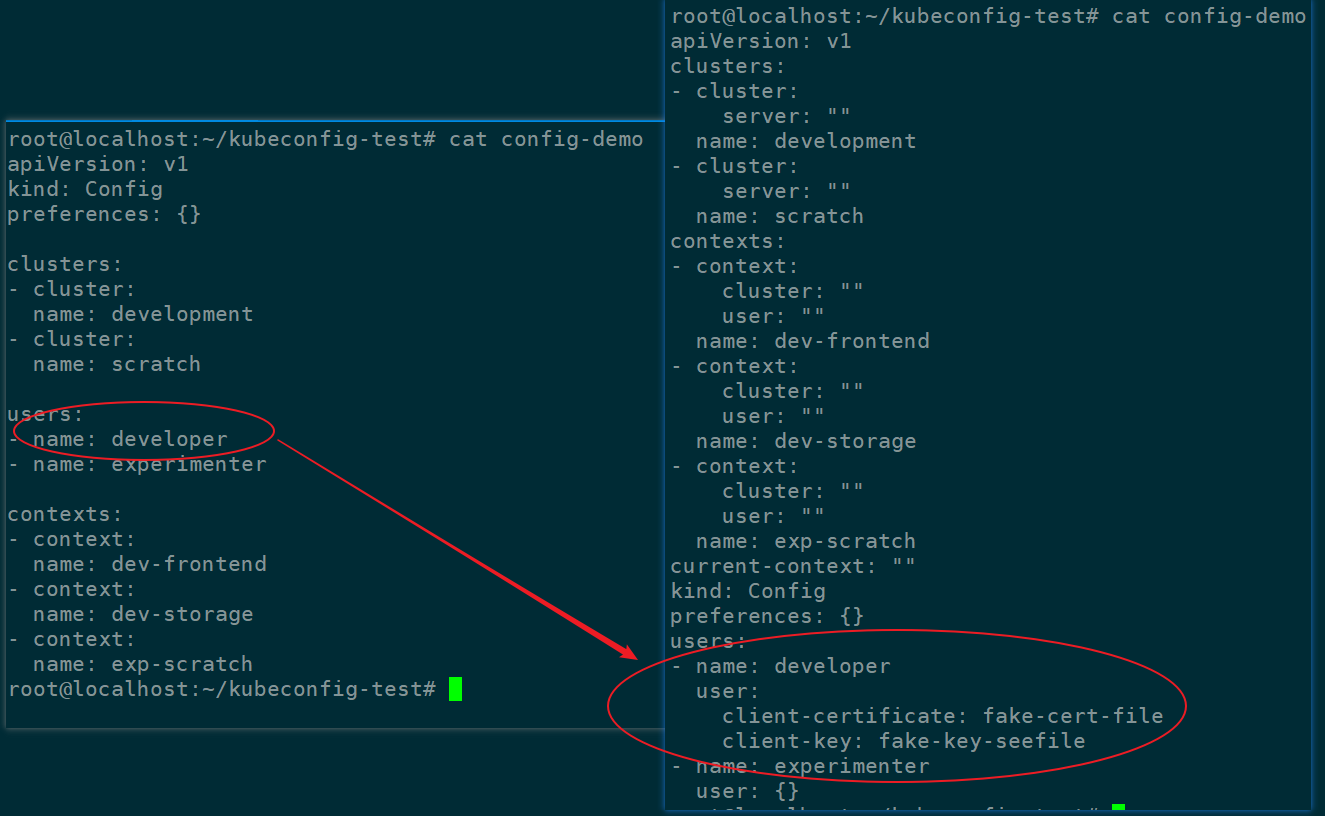 root@localhost:~/kubeconfig-test# cat config-demo
apiVersion: v1
kind: Config
preferences: {}

clusters:
- cluster:
  name: development
- cluster:
  name: scratch

users:
- name: developer
- name: experimenter

contexts:
- context:
  name: dev-frontend
- context:
  name: dev-storage
- context:
  name: exp-scratch
root@localhost:~/kubeconfig-test#
root@localhost:~/kubeconfig-test# cat config-demo
apiVersion: v1
clusters:
- cluster:
    server: ""
  name: development
- cluster:
    server: ""
  name: scratch
contexts:
- context:
    cluster: ""
    user: ""
  name: dev-frontend
- context:
    cluster: ""
    user: ""
  name: dev-storage
- context:
    cluster: ""
    user: ""
  name: exp-scratch
current-context: ""
kind: Config
preferences: {}
users:
- name: developer
  user:
    client-certificate: fake-cert-file
    client-key: fake-key-seefile
- name: experimenter
  user: {}